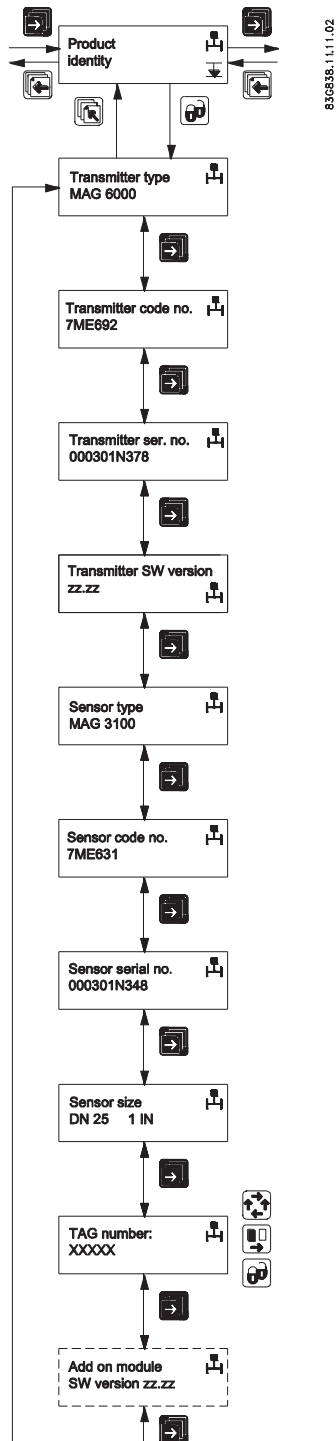 83G838.11.11.02
Product
identity
Transmitter type
MAG 6000
Transmitter code no.
7ME692
Transmitter ser. no.
000301N378
Transmitter SW version
zz.zz
Sensor type
MAG 3100
Sensor code no.
7ME631
Sensor serial no.
000301N348
Sensor size
DN 25 1 IN
TAG number:
XXXXX
Add on module
SW version zz.zz